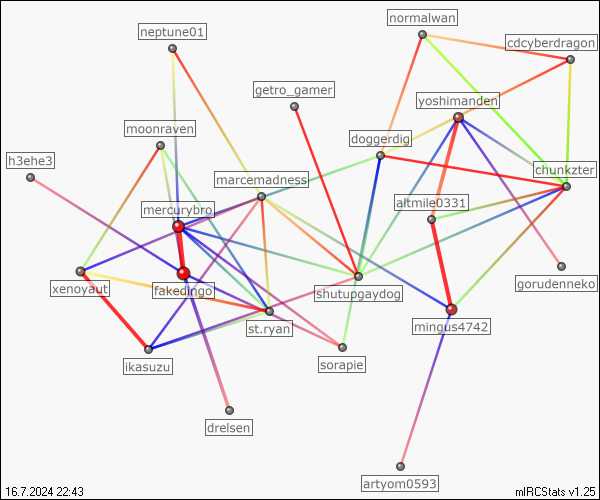 normalwan
neptune01
cdcyberdragon
getro_gamer
yoshimanden
moonraven
doggerdig
h3ehe3
chunkzter
marcemadness
altmile0331
mercurybro
gorudenneko
xenoyaut
fakedingo
shutupgaydog
st.ryan
mingus4742
ikasuzu
sorapie
drelsen
artyom0593
16.7.2024 22:43
mIRCStats v1.25